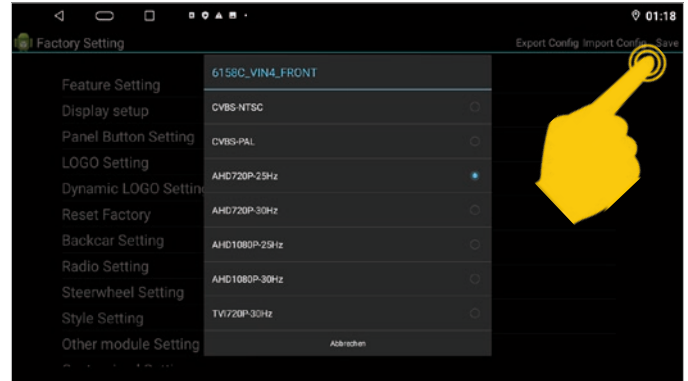 01:18
Factory Setting
Export Config Import Config Save
6158C_VIN4_FRONT
Feature Setting
CVBS-NTSC
Display setup
CVBS-PAL
Panel Button Setting
LOGO Setting
AHD720P-25Hz
Dynamic LOGO Setting
AHD720P-30Hz
Reset Factory
Backcar Setting
AHD1080P-25Hz
Radio Setting
AHD1080P-30Hz
Steerwheel Setting
TVI720P-30Hz
Style Setting
Other module Setting
Abbrechen